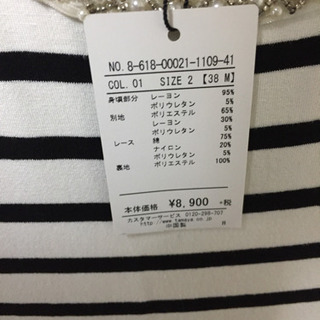 NO. 8-618-00021-1109-41
COL. 01 SIZE 2 【38 M】
身頃部分 レーヨン 95%
ポリウレタン 5%
別地 ポリエステル 65%
レーヨン 30%
ポリウレタン 5%
レース 綿 75%
ナイロン 20%
ポリウレタン 5%
裏地 ポリエステル 100%
本体価格 ¥8,900 +税
カスタマーサービス 0120-298-707
中国製